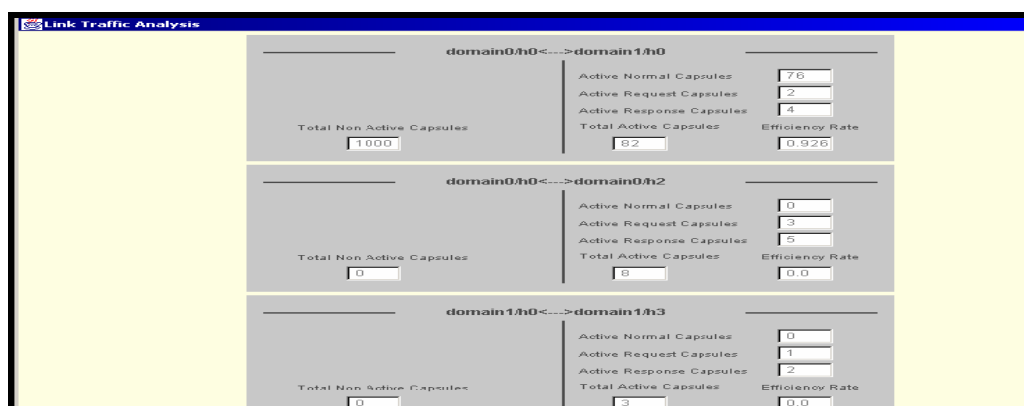 Link Traffic Analysis
domain0/h0<--->domain1/h0
Active Normal Capsules 76
Active Request Capsules 2
Active Response Capsules 4
Total Non Active Capsules Total Active Capsules Efficiency Rate
1000 82 0.926
domain0/h0<--->domain0/h2
Active Normal Capsules 0
Active Request Capsules 3
Active Response Capsules 5
Total Non Active Capsules Total Active Capsules Efficiency Rate
0 8 0.0
domain1/h0<--->domain1/h3
Active Normal Capsules 0
Active Request Capsules 1
Active Response Capsules 2
Total Non Active Capsules Total Active Capsules Efficiency Rate
0 3 0.0